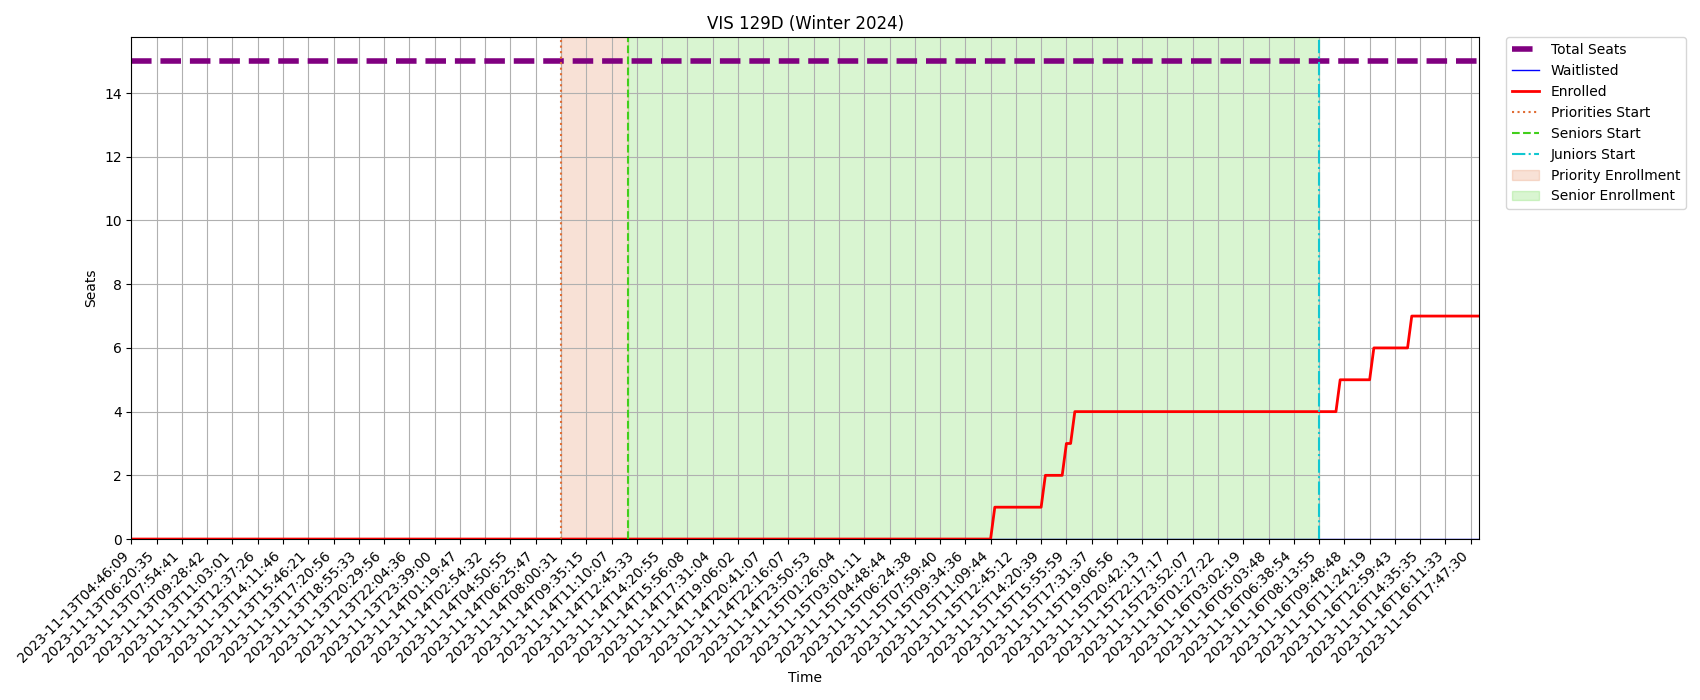 VIS 129D (Winter 2024)
Total Seats
Waitlisted
Enrolled
Priorities Start
Seniors Start
Juniors Start
Priority Enrollment
Senior Enrollment
Seats
14
12
10
8
6
4
2
0
2023-11-13T04:46:09
2023-11-13T06:20:35
2023-11-13T07:54:41
2023-11-13T09:28:42
2023-11-13T11:03:01
2023-11-13T12:37:26
2023-11-13T14:11:46
2023-11-13T15:46:21
2023-11-13T17:20:56
2023-11-13T18:55:33
2023-11-13T20:29:56
2023-11-13T22:04:36
2023-11-13T23:39:00
2023-11-14T01:19:47
2023-11-14T02:54:32
2023-11-14T04:50:55
2023-11-14T06:25:47
2023-11-14T08:00:31
2023-11-14T09:35:15
2023-11-14T11:10:07
2023-11-14T12:45:33
2023-11-14T14:20:55
2023-11-14T15:56:08
2023-11-14T17:31:04
2023-11-14T19:06:02
2023-11-14T20:41:07
2023-11-14T22:16:07
2023-11-14T23:50:53
2023-11-15T01:26:04
2023-11-15T03:01:11
2023-11-15T04:48:44
2023-11-15T06:24:38
2023-11-15T07:59:40
2023-11-15T09:34:36
2023-11-15T11:09:44
2023-11-15T12:45:12
2023-11-15T14:20:39
2023-11-15T15:55:59
2023-11-15T17:31:37
2023-11-15T19:06:56
2023-11-15T20:42:13
2023-11-15T22:17:17
2023-11-15T23:52:07
2023-11-16T01:27:22
2023-11-16T03:02:19
2023-11-16T05:03:48
2023-11-16T06:38:54
2023-11-16T08:13:55
2023-11-16T09:48:48
2023-11-16T11:24:19
2023-11-16T12:59:43
2023-11-16T14:35:35
2023-11-16T16:11:33
2023-11-16T17:47:30
Time